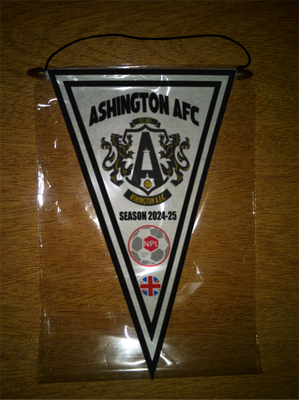 ASHINGTON AFC
A
ASHINGTON A.F.C.
SEASON 2024-25
NPL